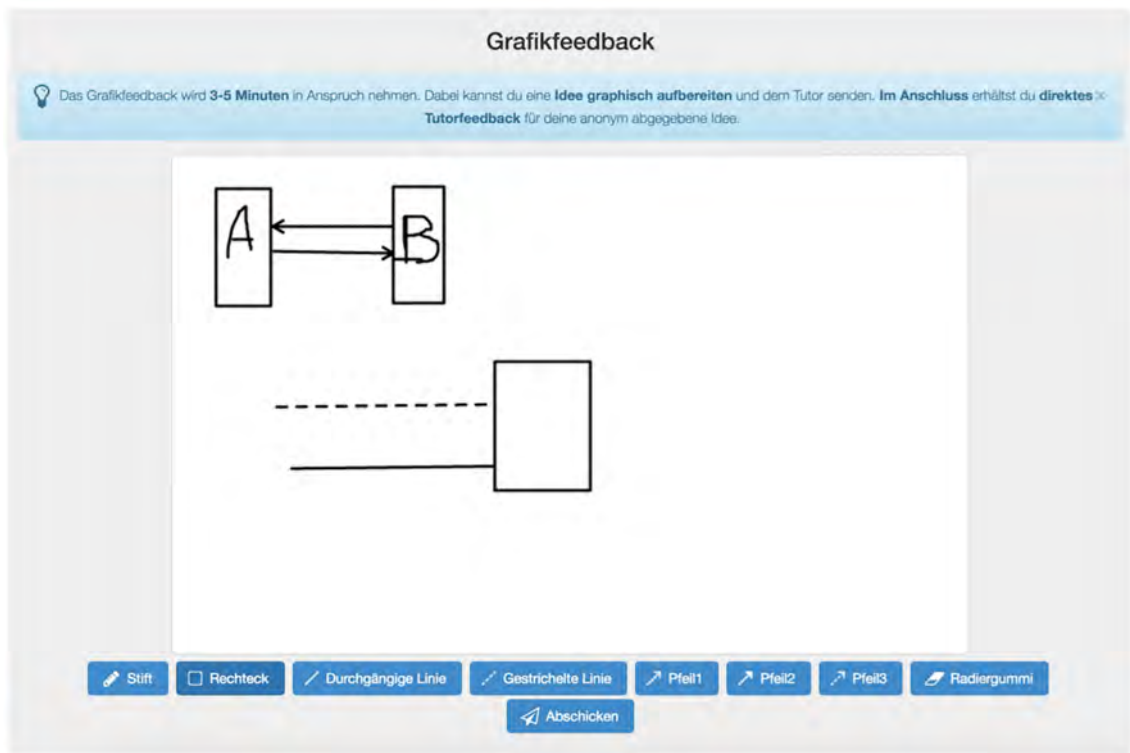 Grafikfeedback
Das Grafikfeedback wird 3-5 Minuten in Anspruch nehmen. Dabei kannst du eine Idee graphisch aufbereiten und dem Tutor senden. Im Anschluss erhältst du direktes ×
Tutorfeedback für deine anonym abgegebene Idee.
A B
Stift Rechteck Durchgängige Linie Gestrichelte Linie Pfeil1 Pfeil2 Pfeil3 Radiergummi
Abschicken